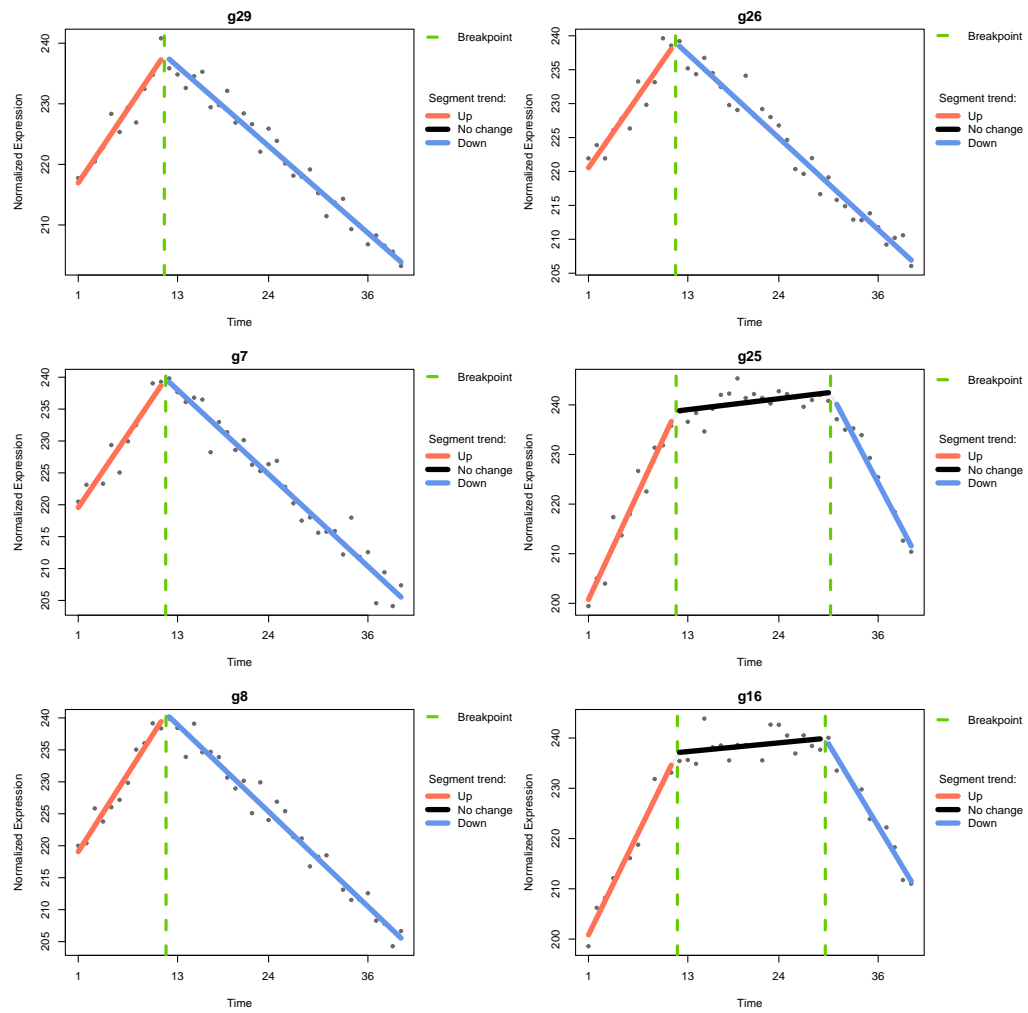 g29
Normalized Expression
240
230
220
210
1
13
24
36
Time
Breakpoint
Segment trend:
Up
No change
Down
g26
Normalized Expression
240
235
230
225
220
215
210
205
1
13
24
36
Time
Breakpoint
Segment trend:
Up
No change
Down
g7
Normalized Expression
240
235
230
225
220
215
210
205
1
13
24
36
Time
Breakpoint
Segment trend:
Up
No change
Down
g25
Normalized Expression
240
230
220
210
200
1
13
24
36
Time
Breakpoint
Segment trend:
Up
No change
Down
g8
Normalized Expression
240
235
230
225
220
215
210
205
1
13
24
36
Time
Breakpoint
Segment trend:
Up
No change
Down
g16
Normalized Expression
240
230
220
210
200
1
13
24
36
Time
Breakpoint
Segment trend:
Up
No change
Down